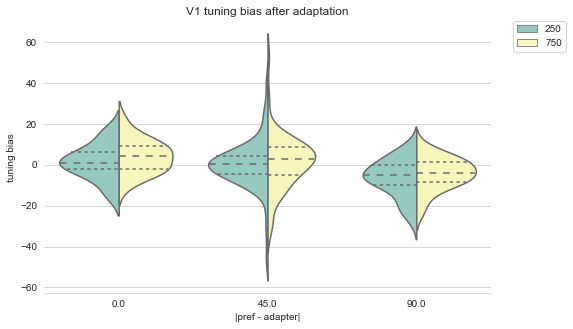 V1 tuning bias after adaptation
250
750
60
40
20
0
−20
−40
−60
tuning bias
0.0 45.0 90.0
|pref - adapter|